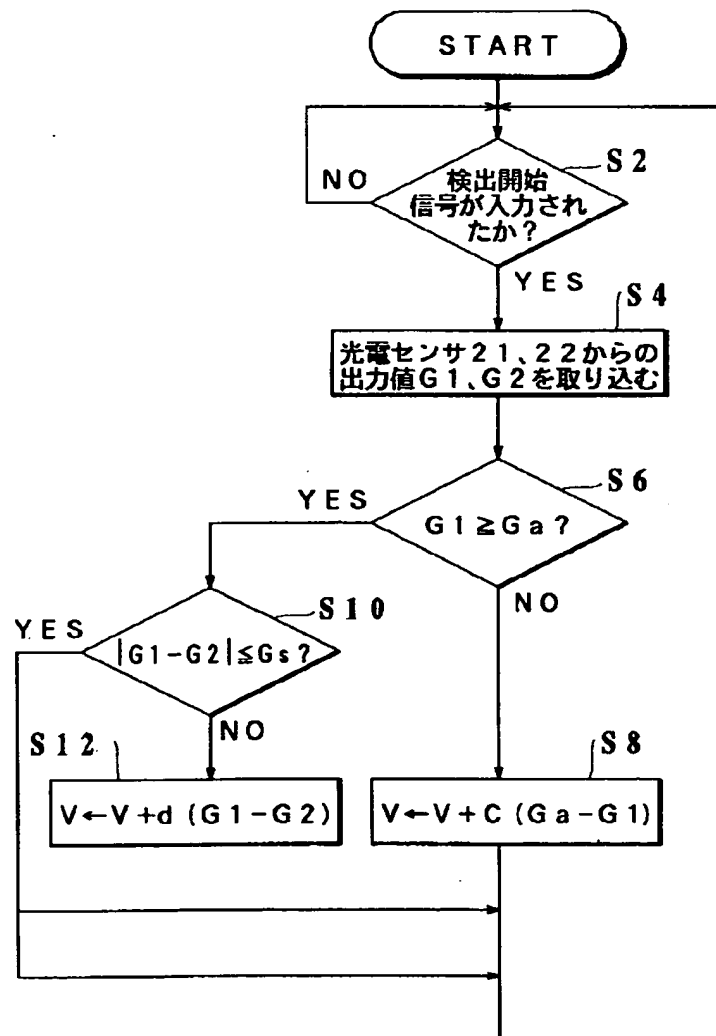 START
S2
検出開始
信号が入力され
たか？
NO
YES
S4
光電センサ２１、２２からの
出力値Ｇ１、Ｇ２を取り込む
S6
YES
G1≧Ga?
NO
S10
YES
|G1-G2|≦Gs?
NO
S12
V←V+d(G1-G2)
S8
V←V+C(Ga-G1)